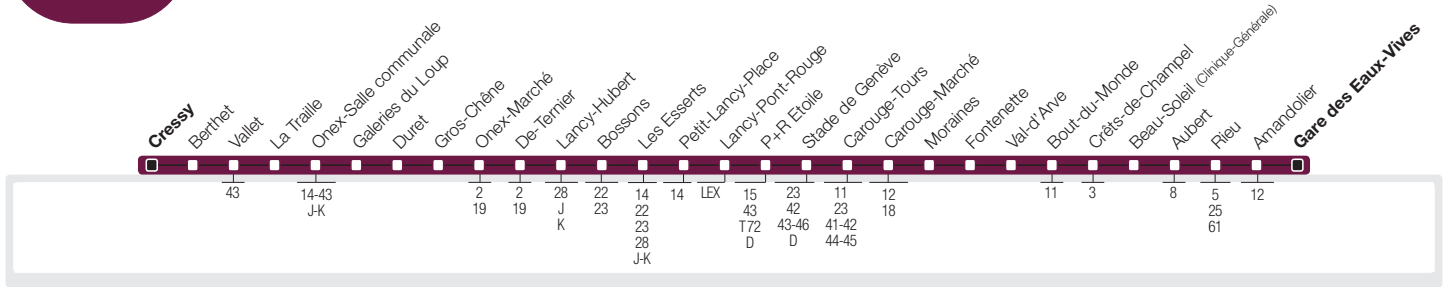 Cressy
Berthet
Vallet
La Traille
Onex-Salle communale
Galeries du Loup
Duret
Gros-Chêne
Onex-Marché
De-Ternier
Lancy-Hubert
Bossons
Les Esserts
Petit-Lancy-Place
Lancy-Pont-Rouge
P+R Etoile
Stade de Genève
Carouge-Tours
Carouge-Marché
Moraines
Fontenette
Val-d'Arve
Bout-du-Monde
Crêts-de-Champel
Beau-Soleil (Clinique-Générale)
Aubert
Rieu
Amandolier
Gare des Eaux-Vives
43
14-43
J-K
2
19
2
19
28
J
K
22
23
14
22
23
28
J-K
14
LEX
15
43
T72
D
23
42
43-46
D
11
23
41-42
44-45
12
18
11
3
8
5
25
61
12